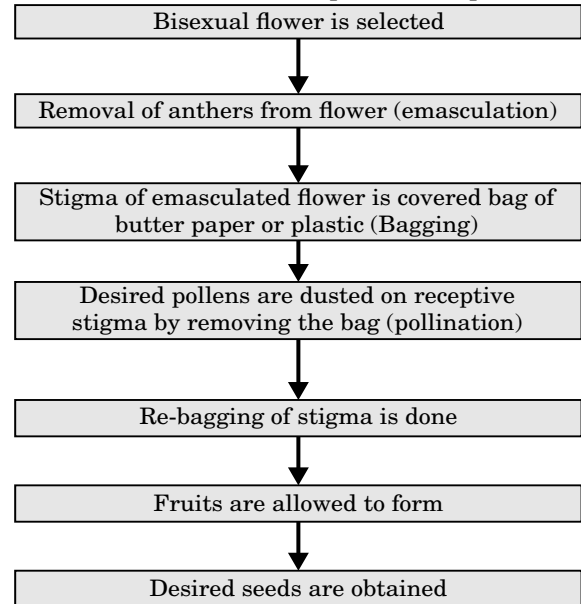 Bisexual flower is selected
Removal of anthers from flower (emasculation)
Stigma of emasculated flower is covered bag of
butter paper or plastic (Bagging)
Desired pollens are dusted on receptive
stigma by removing the bag (pollination)
Re-bagging of stigma is done
Fruits are allowed to form
Desired seeds are obtained